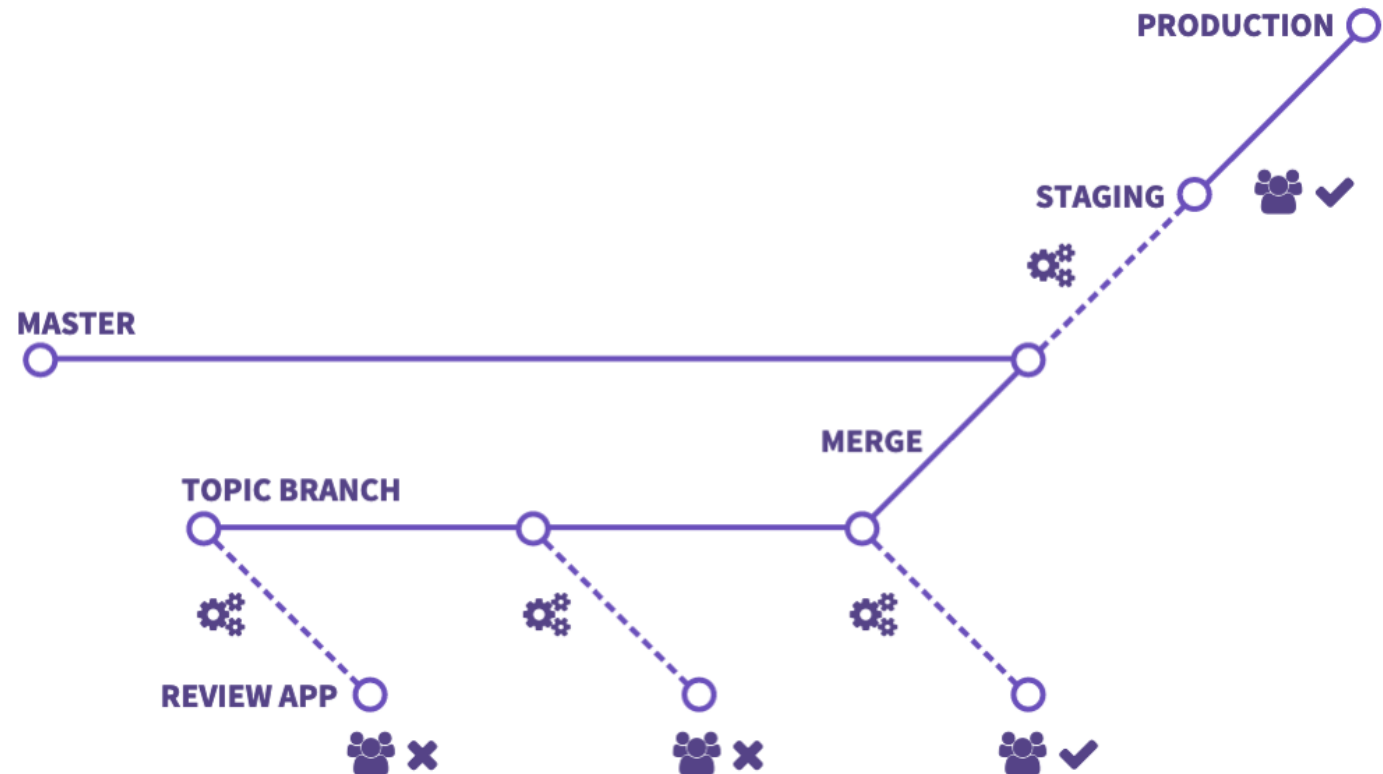 PRODUCTION
STAGING
MASTER
MERGE
TOPIC BRANCH
REVIEW APP